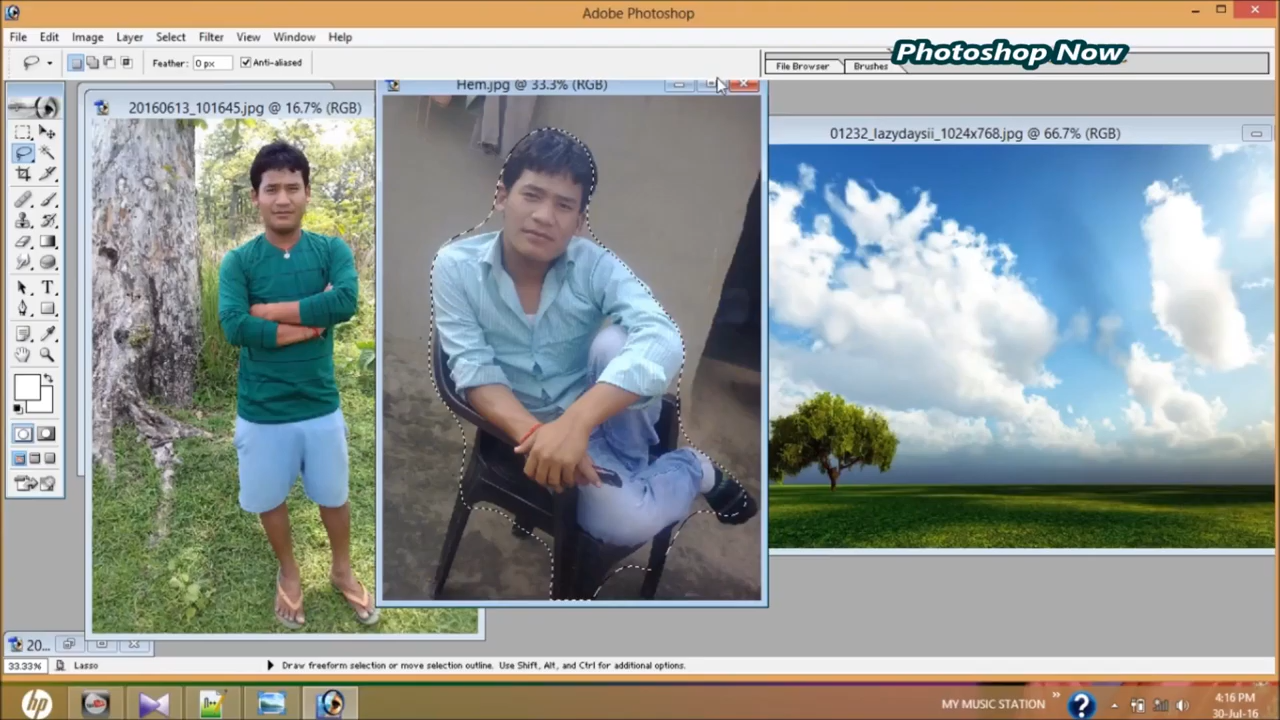 Adobe Photoshop
File Edit Image Layer Select Filter View Window Help
Feather: 0 px Anti-aliased
File Browser Brushes
Photoshop Now
20160613_101645.jpg @ 16.7% (RGB)
Hem.jpg @ 33.3% (RGB)
01232_lazydaysii_1024x768.jpg @ 66.7% (RGB)
T
20...
33.33% Lasso Draw freeform selection or move selection outline. Use Shift, Alt, and Ctrl for additional options.
hp
MY MUSIC STATION
4:16 PM
30-Jul-16